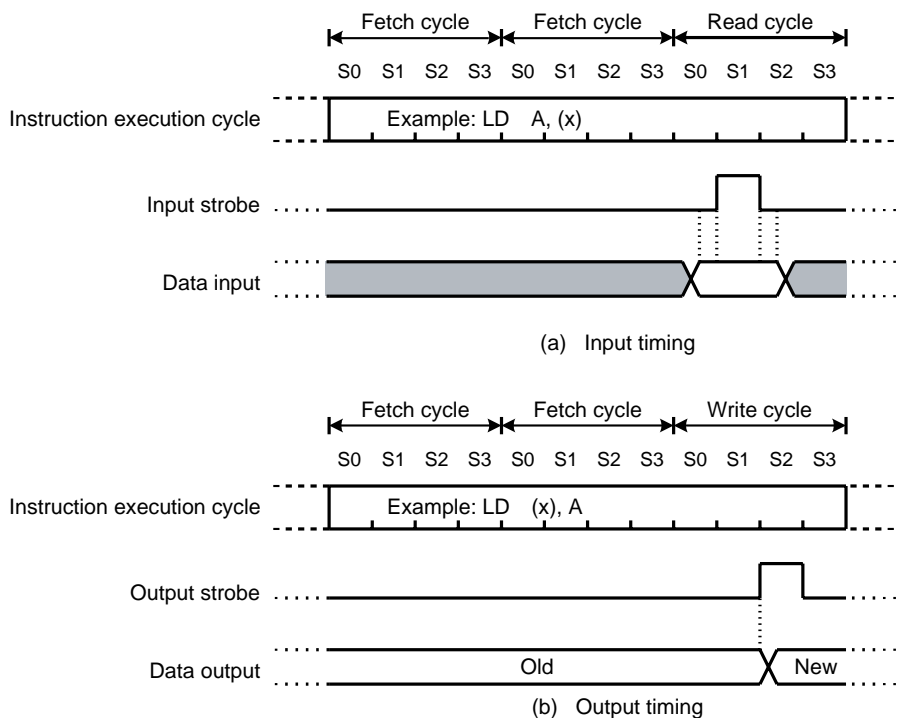 Fetch cycle Fetch cycle Read cycle
S0 S1 S2 S3 S0 S1 S2 S3 S0 S1 S2 S3
Instruction execution cycle Example: LD A, (x)
Input strobe
Data input
(a) Input timing
Fetch cycle Fetch cycle Write cycle
S0 S1 S2 S3 S0 S1 S2 S3 S0 S1 S2 S3
Instruction execution cycle Example: LD (x), A
Output strobe
Data output Old New
(b) Output timing